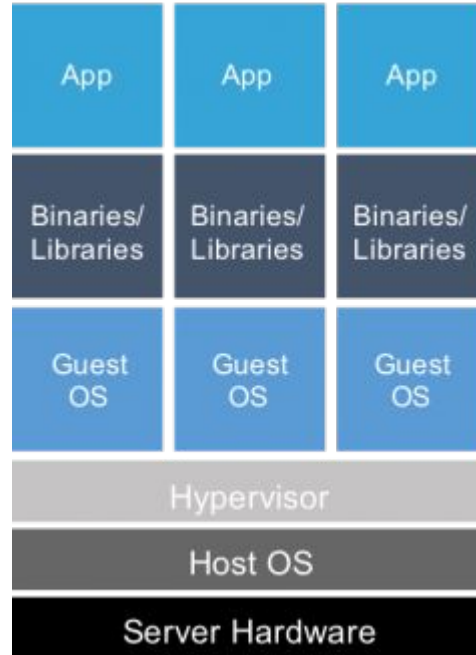 App App App
Binaries/ Binaries/ Binaries/
Libraries Libraries Libraries
Guest Guest Guest
OS OS OS
Hypervisor
Host OS
Server Hardware